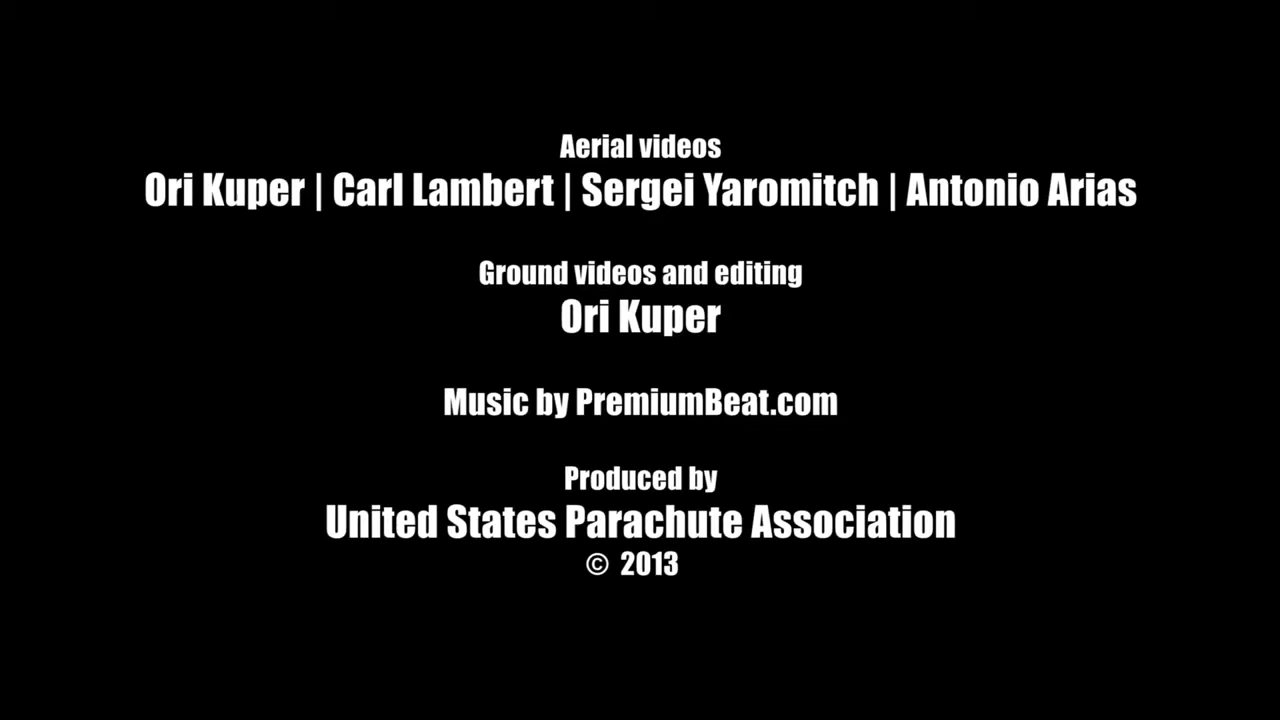 Aerial videos
Ori Kuper | Carl Lambert | Sergei Yaromitch | Antonio Arias
Ground videos and editing
Ori Kuper
Music by PremiumBeat.com
Produced by
United States Parachute Association
© 2013